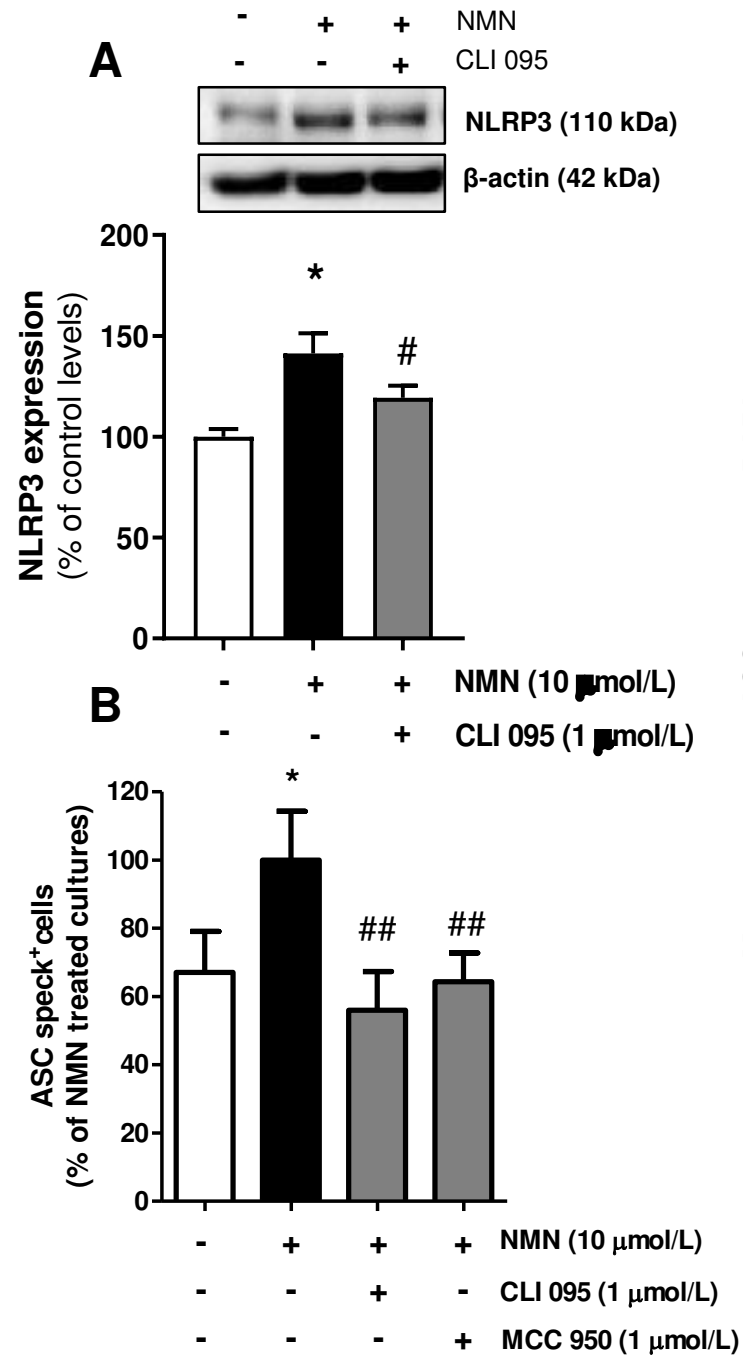 - + + NMN
A
- - + CLI 095
NLRP3 (110 kDa)
β-actin (42 kDa)
200
150
100
50
0
NLRP3 expression
(% of control levels)
*
#
- + + NMN (10 μmol/L)
B
- - + CLI 095 (1 μmol/L)
120
100
80
60
40
20
0
ASC speck⁺cells
(% of NMN treated cultures)
*
##
##
- + + + NMN (10 μmol/L)
- - + - CLI 095 (1 μmol/L)
- - - + MCC 950 (1 μmol/L)